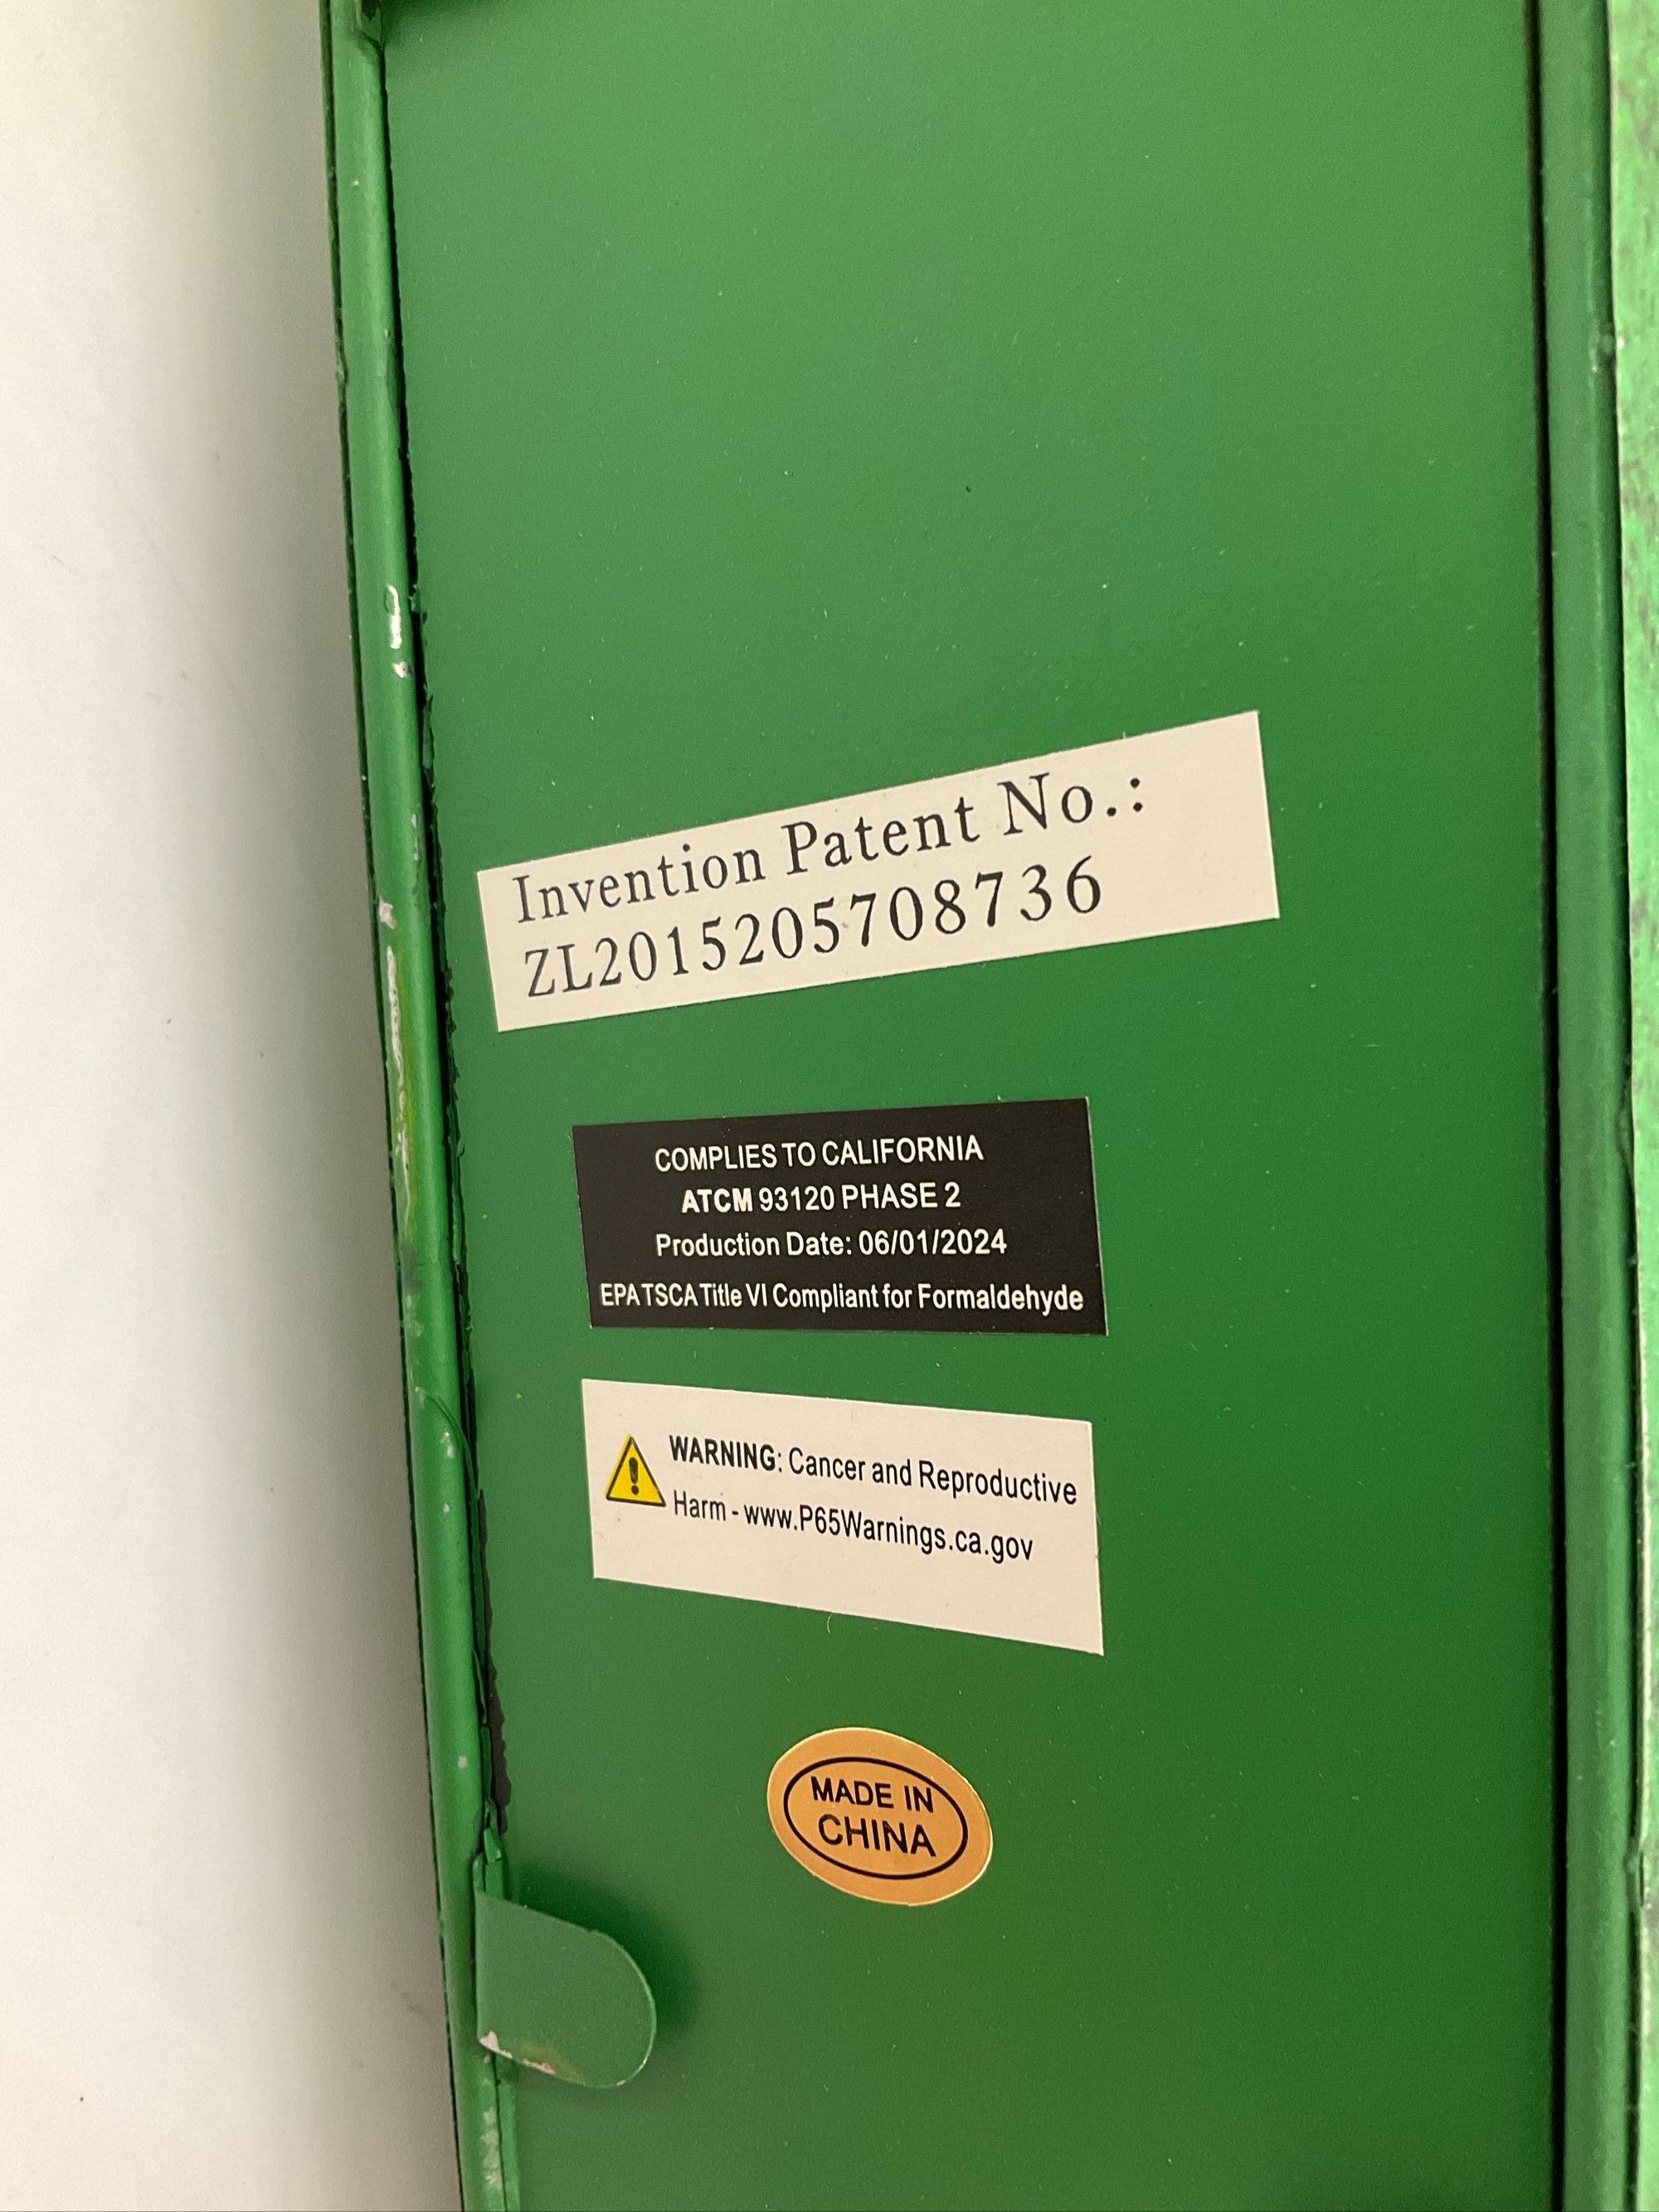 Invention Patent No.:
ZL2015205708736
COMPLIES TO CALIFORNIA
ATCM 93120 PHASE 2
Production Date: 06/01/2024
EPA TSCA Title VI Compliant for Formaldehyde
WARNING: Cancer and Reproductive
Harm - www.P65Warnings.ca.gov
MADE IN
CHINA